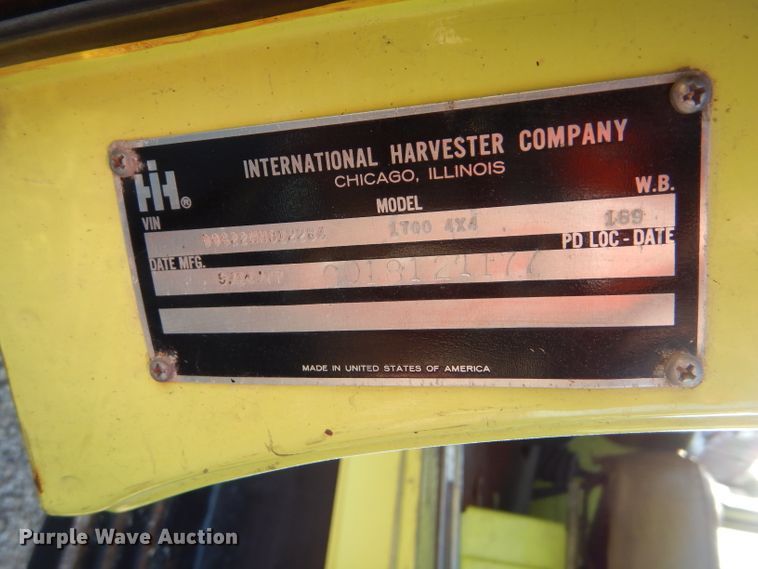 INTERNATIONAL HARVESTER COMPANY
CHICAGO, ILLINOIS
IH ®
VIN MODEL W.B.
1700 4X4 169
DATE MFG. PD LOC - DATE
MADE IN UNITED STATES OF AMERICA
Purple Wave Auction